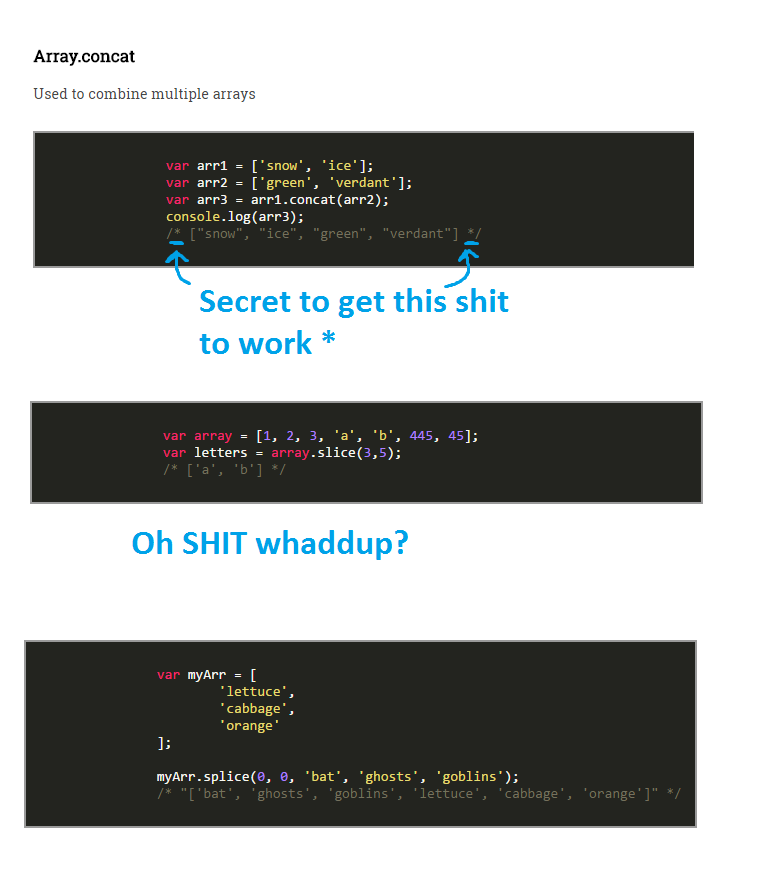 Array.concat
Used to combine multiple arrays
var arr1 = ['snow', 'ice'];
var arr2 = ['green', 'verdant'];
var arr3 = arr1.concat(arr2);
console.log(arr3);
/* ["snow", "ice", "green", "verdant"] */
Secret to get this shit
to work *
var array = [1, 2, 3, 'a', 'b', 445, 45];
var letters = array.slice(3,5);
/* ['a', 'b'] */
Oh SHIT whaddup?
var myArr = [
'lettuce',
'cabbage',
'orange'
];
myArr.splice(0, 0, 'bat', 'ghosts', 'goblins');
/* "['bat', 'ghosts', 'goblins', 'lettuce', 'cabbage', 'orange']" */